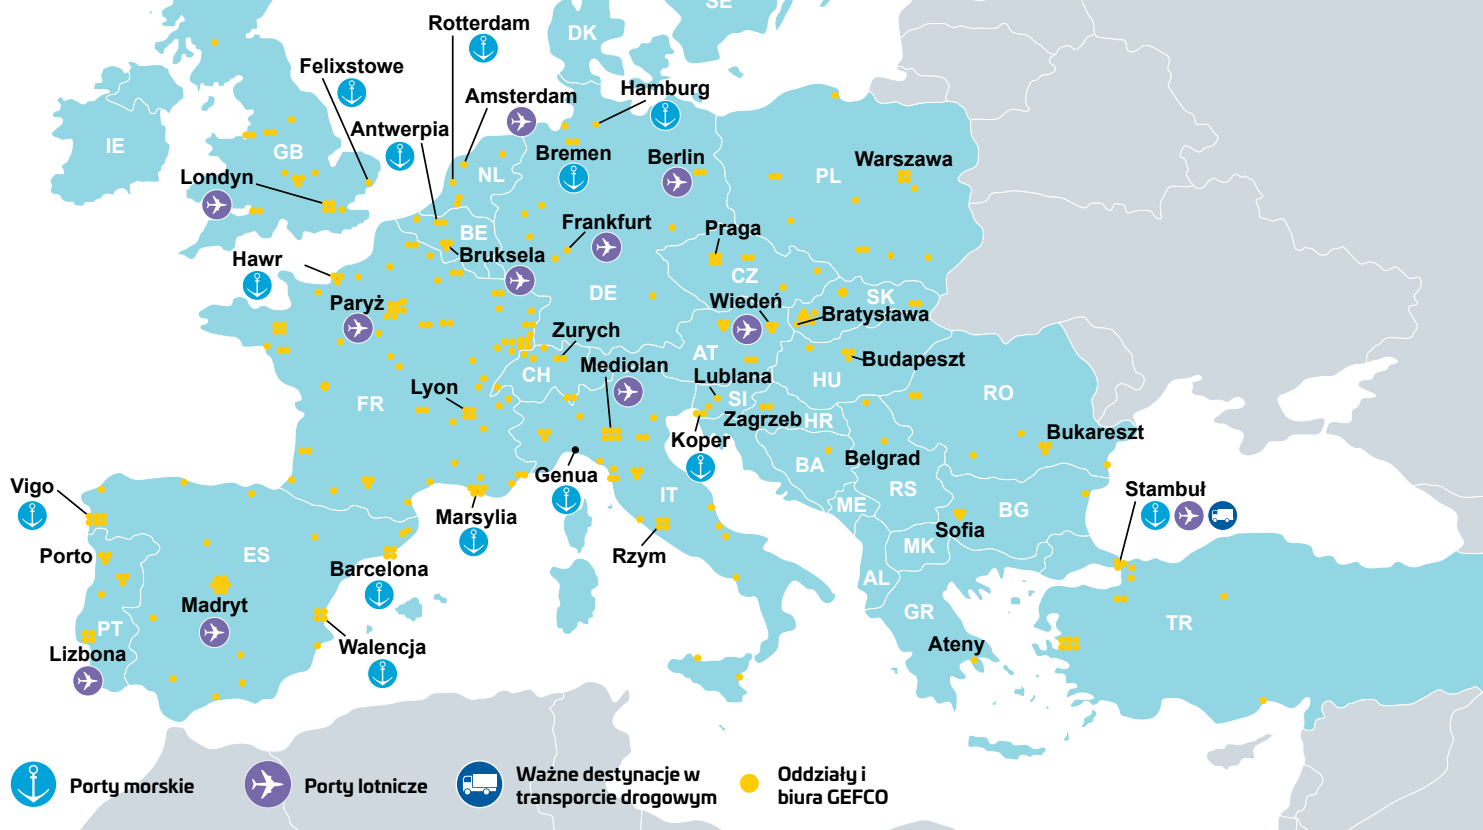 SE
Rotterdam
DK
Felixstowe
Amsterdam
Hamburg
Antwerpia
IE
GB
Bremen
Berlin
Warszawa
Londyn
NL
PL
Frankfurt
Praga
BE
Bruksela
Hawr
CZ
DE
SK
Paryż
Wiedeń
Bratysława
Zurych
AT
Budapeszt
Mediolan
CH
Lublana
HU
Lyon
FR
SI
RO
Zagrzeb
HR
Koper
Bukareszt
Belgrad
BA
Genua
Vigo
IT
RS
Stambuł
ME
BG
Marsylia
Sofia
Porto
ES
Rzym
MK
Barcelona
AL
Madryt
GR
PT
TR
Walencja
Ateny
Lizbona
Porty morskie
Porty lotnicze
Ważne destynacje w
transporcie drogowym
Oddziały i
biura GEFCO